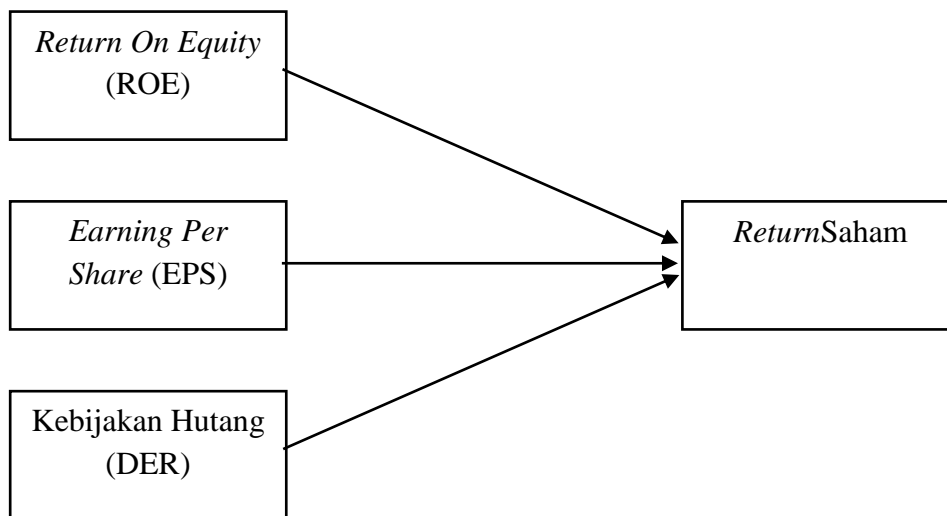 Return On Equity
(ROE)
Earning Per
Share (EPS)
ReturnSaham
Kebijakan Hutang
(DER)